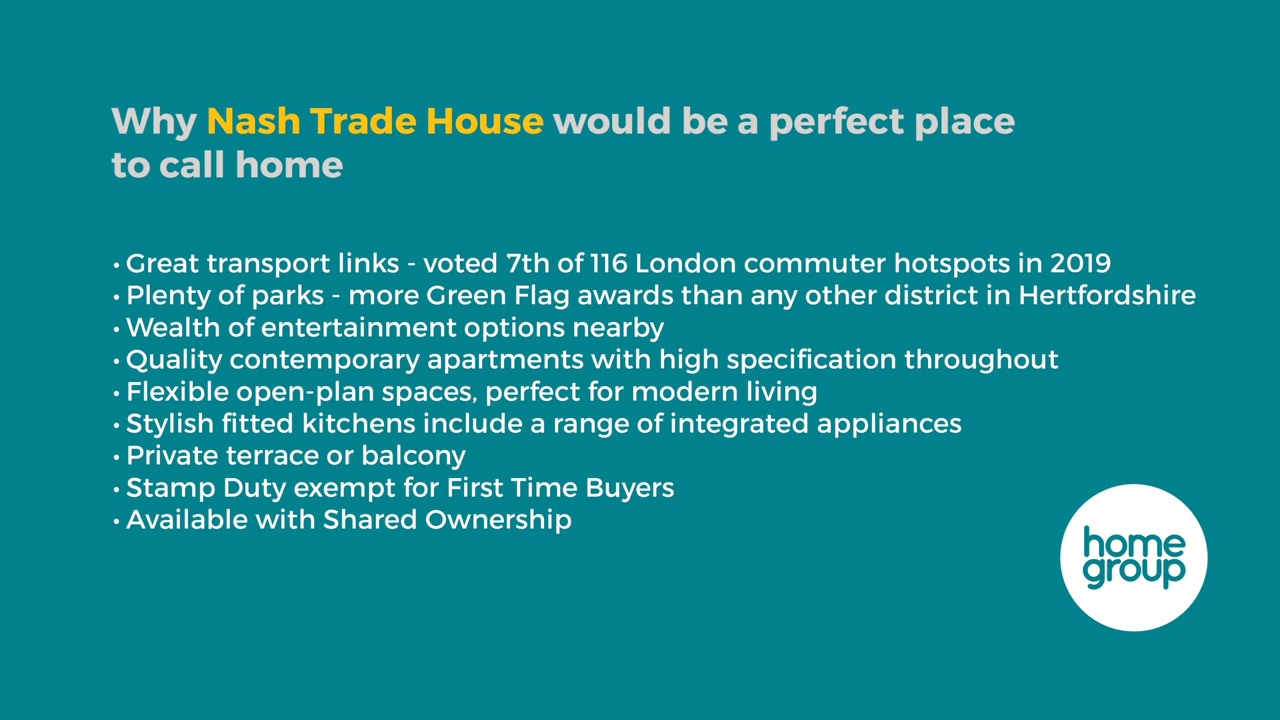 Why Nash Trade House would be a perfect place
to call home
• Great transport links - voted 7th of 116 London commuter hotspots in 2019
• Plenty of parks - more Green Flag awards than any other district in Hertfordshire
• Wealth of entertainment options nearby
• Quality contemporary apartments with high specification throughout
• Flexible open-plan spaces, perfect for modern living
• Stylish fitted kitchens include a range of integrated appliances
• Private terrace or balcony
• Stamp Duty exempt for First Time Buyers
• Available with Shared Ownership
home
group